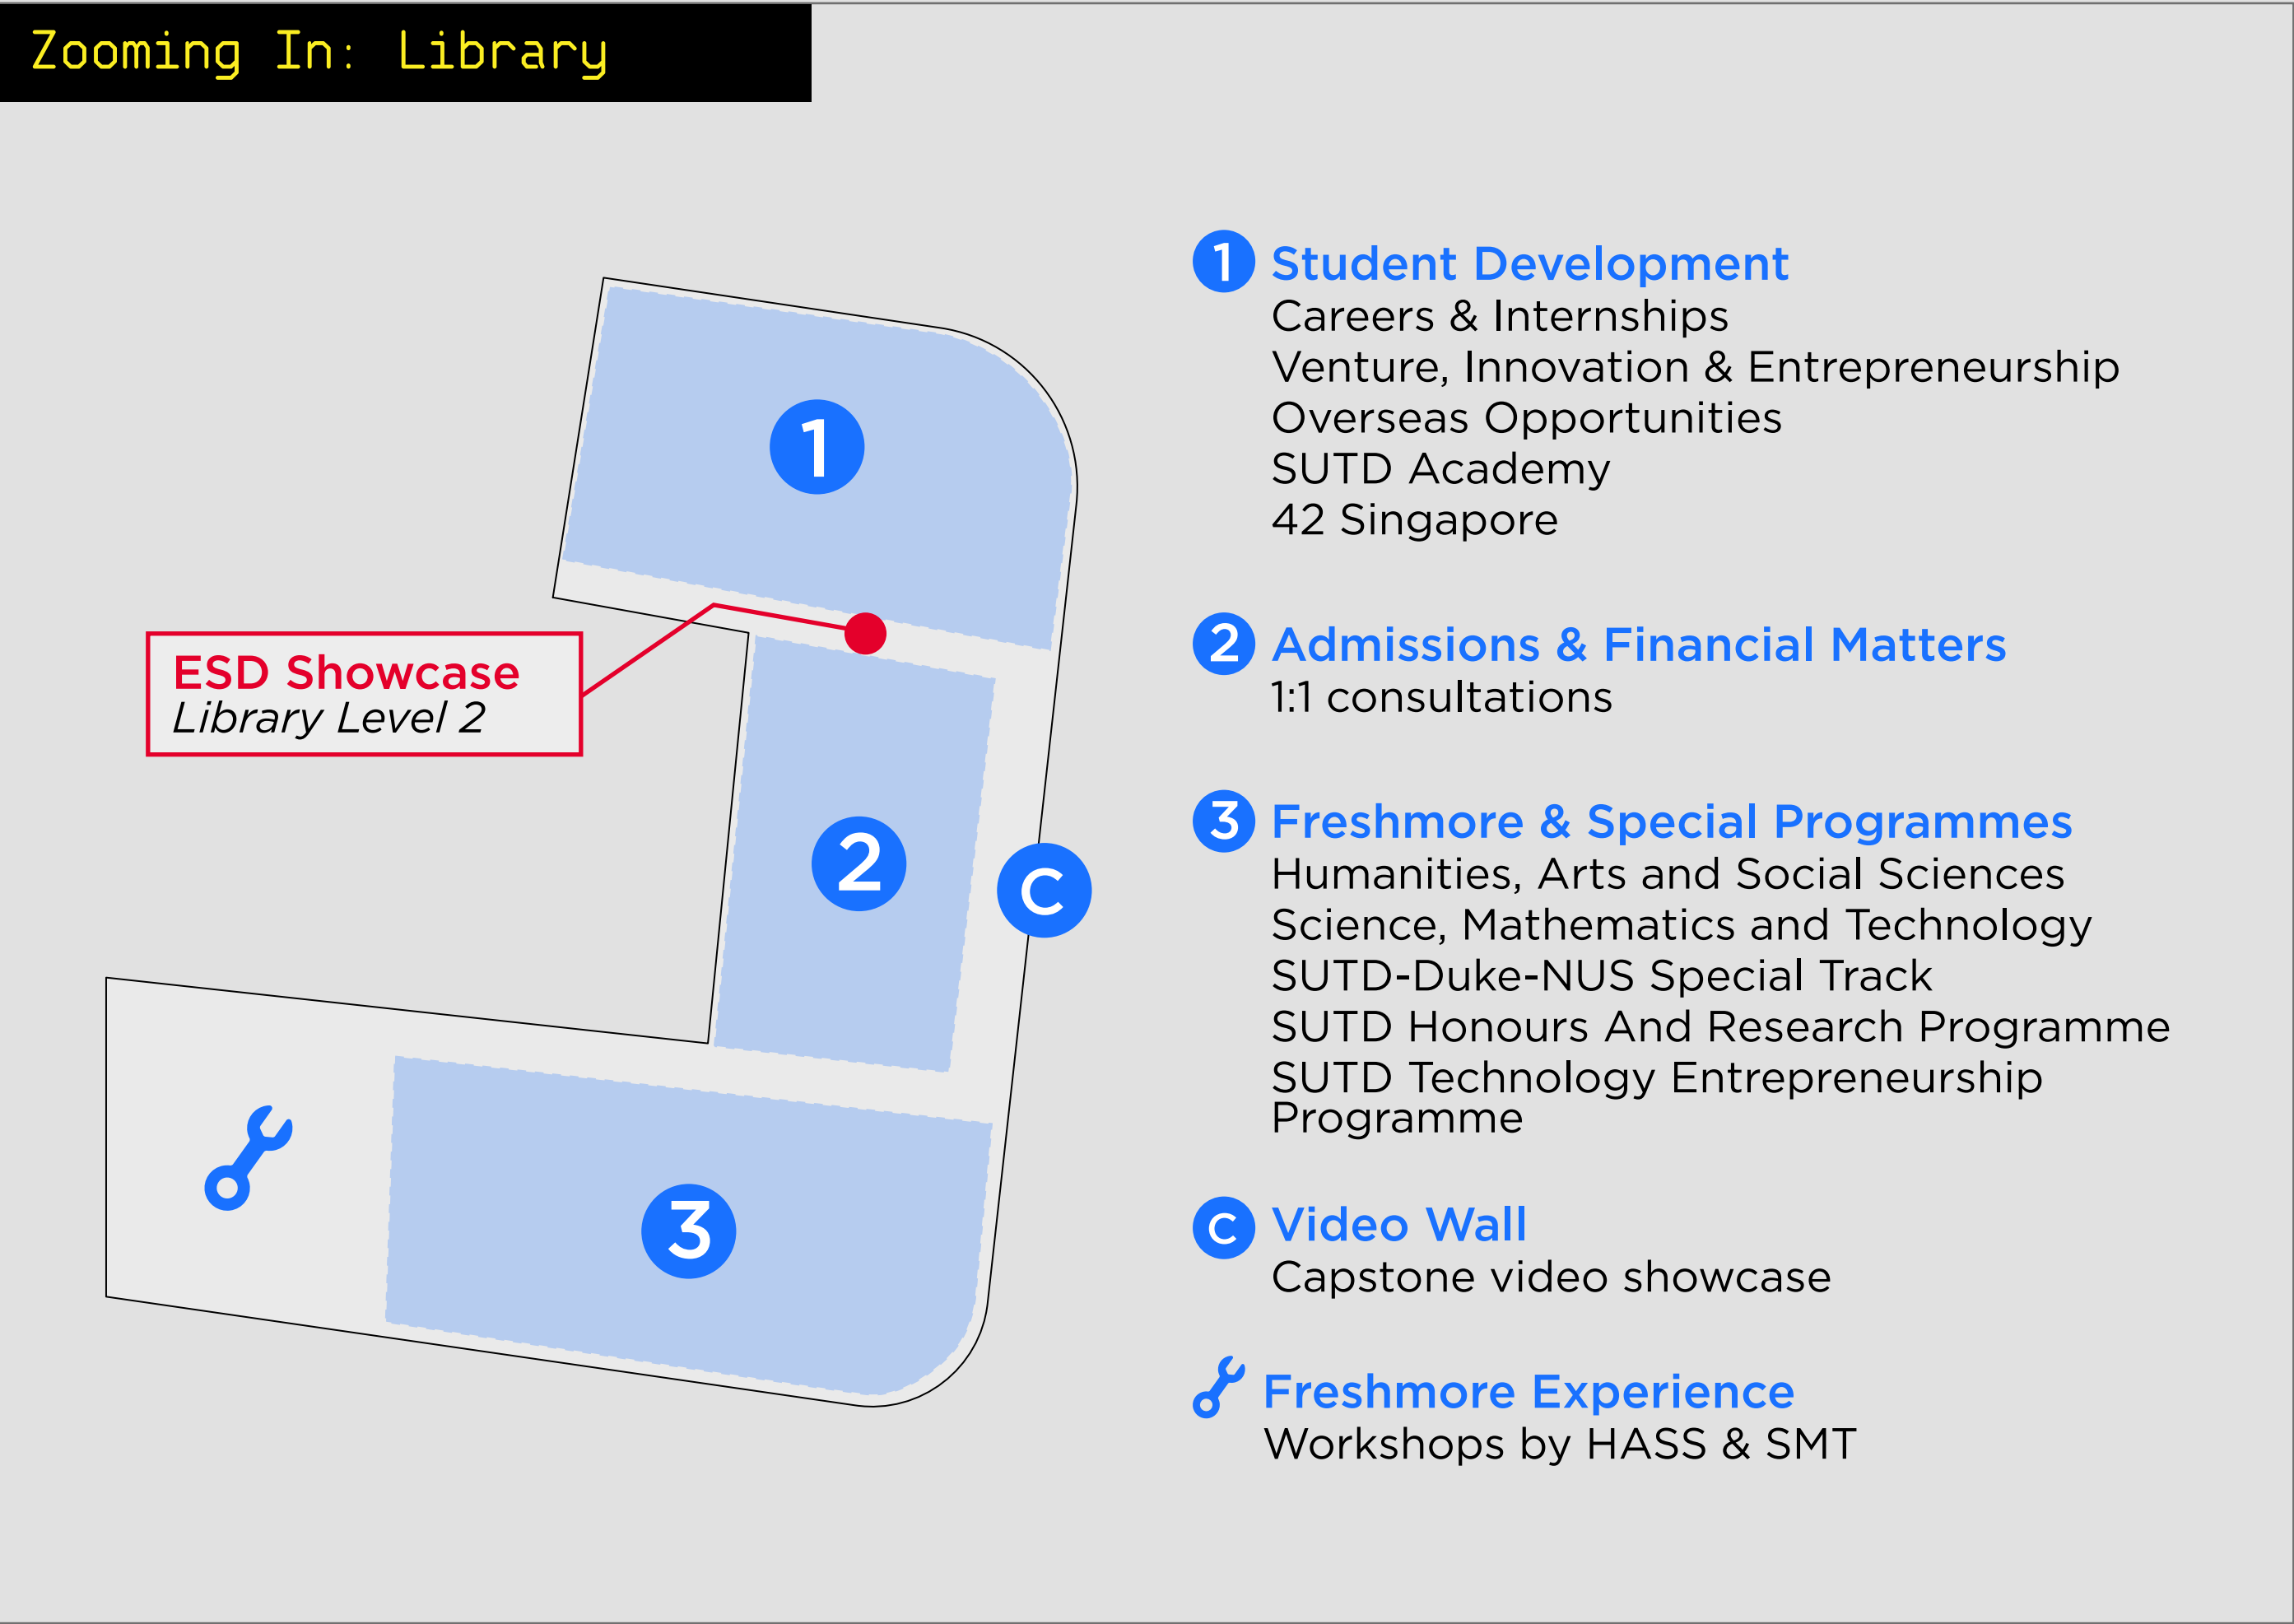 Zooming In: Library
1
ESD Showcase
Library Level 2
2
C
3
1 Student Development
Careers & Internships
Venture, Innovation & Entrepreneurship
Overseas Opportunities
SUTD Academy
42 Singapore
2 Admissions & Financial Matters
1:1 consultations
3 Freshmore & Special Programmes
Humanities, Arts and Social Sciences
Science, Mathematics and Technology
SUTD-Duke-NUS Special Track
SUTD Honours And Research Programme
SUTD Technology Entrepreneurship
Programme
C Video Wall
Capstone video showcase
Freshmore Experience
Workshops by HASS & SMT